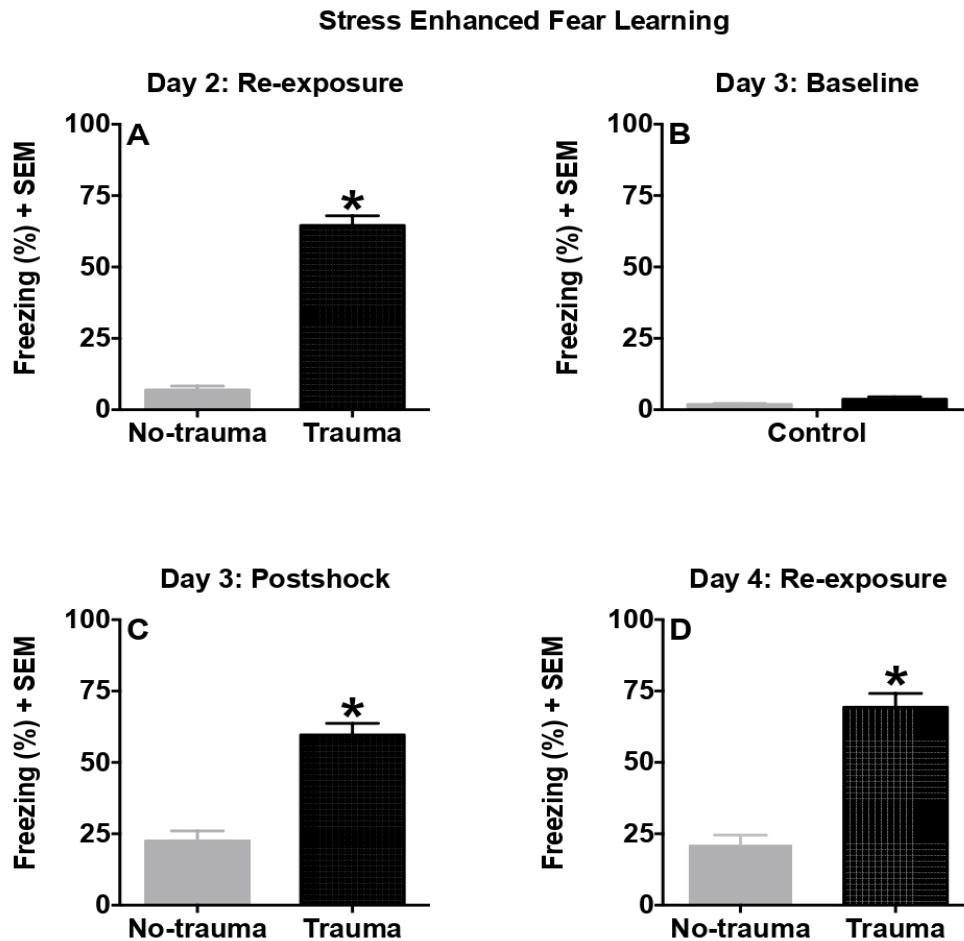 Stress Enhanced Fear Learning
Day 2: Re-exposure
A
Freezing (%) + SEM
100
75
50
25
0
*
No-trauma Trauma
Day 3: Baseline
B
Freezing (%) + SEM
100
75
50
25
0
Control
Day 3: Postshock
C
Freezing (%) + SEM
100
75
50
25
0
*
No-trauma Trauma
Day 4: Re-exposure
D
Freezing (%) + SEM
100
75
50
25
0
*
No-trauma Trauma